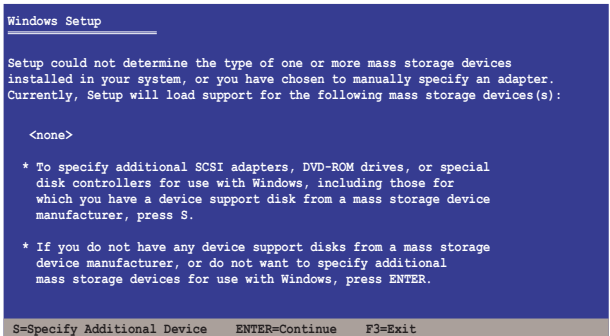 Windows Setup
Setup could not determine the type of one or more mass storage devices
installed in your system, or you have chosen to manually specify an adapter.
Currently, Setup will load support for the following mass storage devices(s):
<none>
* To specify additional SCSI adapters, DVD-ROM drives, or special
disk controllers for use with Windows, including those for
which you have a device support disk from a mass storage device
manufacturer, press S.
* If you do not have any device support disks from a mass storage
device manufacturer, or do not want to specify additional
mass storage devices for use with Windows, press ENTER.
S=Specify Additional Device ENTER=Continue F3=Exit